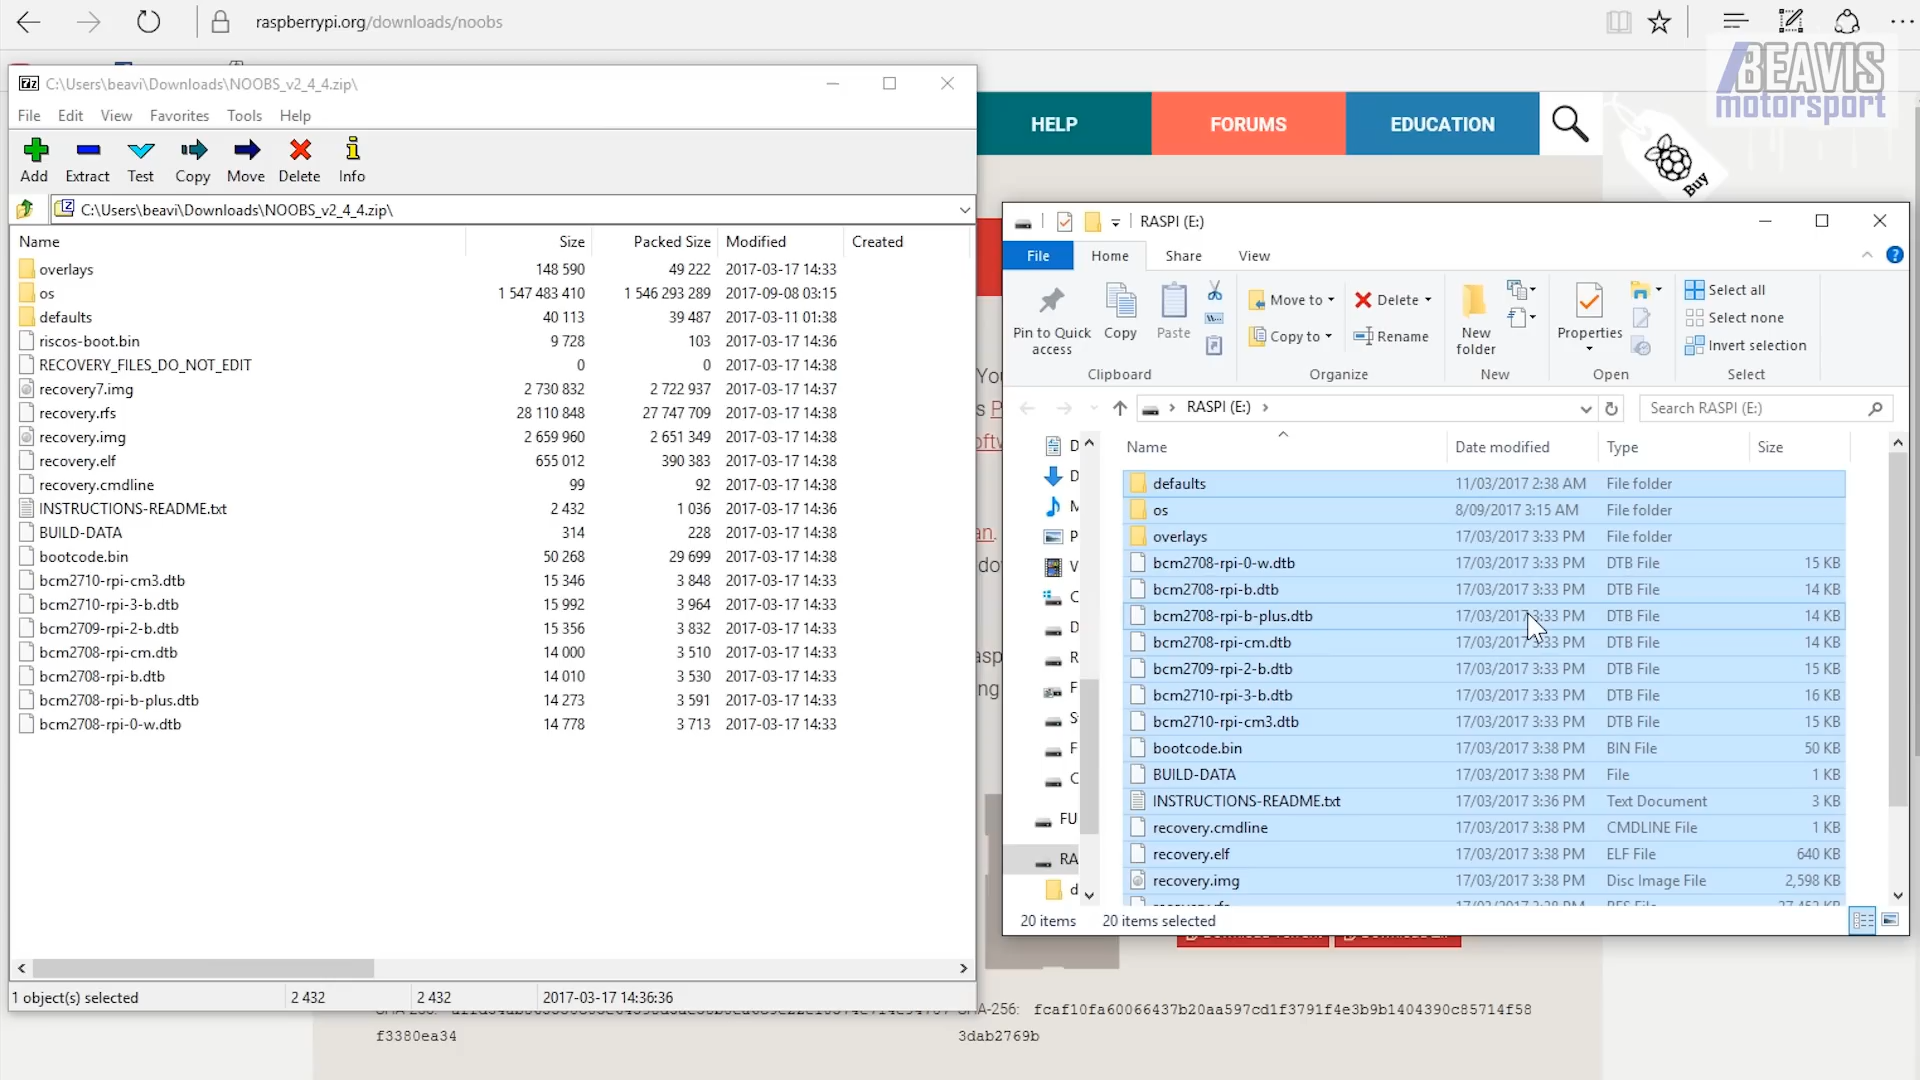 raspberrypi.org/downloads/noobs
BEAVIS
motorsport
C:\Users\beavi\Downloads\NOOBS_v2_4_4.zip\
File Edit View Favorites Tools Help
Add Extract Test Copy Move Delete Info
C:\Users\beavi\Downloads\NOOBS_v2_4_4.zip\
Name Size Packed Size Modified Created
overlays 148 590 49 222 2017-03-17 14:33
os 1 547 483 410 1 546 293 289 2017-09-08 03:15
defaults 40 113 39 487 2017-03-11 01:38
riscos-boot.bin 9 728 103 2017-03-17 14:36
RECOVERY_FILES_DO_NOT_EDIT 0 0 2017-03-17 14:38
recovery7.img 2 730 832 2 722 937 2017-03-17 14:37
recovery.rfs 28 110 848 27 747 709 2017-03-17 14:38
recovery.img 2 659 960 2 651 349 2017-03-17 14:38
recovery.elf 655 012 390 383 2017-03-17 14:38
recovery.cmdline 99 92 2017-03-17 14:38
INSTRUCTIONS-README.txt 2 432 1 036 2017-03-17 14:36
BUILD-DATA 314 228 2017-03-17 14:38
bootcode.bin 50 268 29 699 2017-03-17 14:38
bcm2710-rpi-cm3.dtb 15 346 3 848 2017-03-17 14:33
bcm2710-rpi-3-b.dtb 15 992 3 964 2017-03-17 14:33
bcm2709-rpi-2-b.dtb 15 356 3 832 2017-03-17 14:33
bcm2708-rpi-cm.dtb 14 000 3 510 2017-03-17 14:33
bcm2708-rpi-b.dtb 14 010 3 530 2017-03-17 14:33
bcm2708-rpi-b-plus.dtb 14 273 3 591 2017-03-17 14:33
bcm2708-rpi-0-w.dtb 14 778 3 713 2017-03-17 14:33
1 object(s) selected 2 432 2 432 2017-03-17 14:36:36
HELP FORUMS EDUCATION
Buy
RASPI (E:)
File Home Share View
Pin to Quick access Copy Paste
Move to Copy to Delete Rename
New folder
Properties
Select all
Select none
Invert selection
Clipboard Organize New Open Select
RASPI (E:)
Search RASPI (E:)
Name Date modified Type Size
defaults 11/03/2017 2:38 AM File folder
os 8/09/2017 3:15 AM File folder
overlays 17/03/2017 3:33 PM File folder
bcm2708-rpi-0-w.dtb 17/03/2017 3:33 PM DTB File 15 KB
bcm2708-rpi-b.dtb 17/03/2017 3:33 PM DTB File 14 KB
bcm2708-rpi-b-plus.dtb 17/03/2017 3:33 PM DTB File 14 KB
bcm2708-rpi-cm.dtb 17/03/2017 3:33 PM DTB File 14 KB
bcm2709-rpi-2-b.dtb 17/03/2017 3:33 PM DTB File 15 KB
bcm2710-rpi-3-b.dtb 17/03/2017 3:33 PM DTB File 16 KB
bcm2710-rpi-cm3.dtb 17/03/2017 3:33 PM DTB File 15 KB
bootcode.bin 17/03/2017 3:38 PM BIN File 50 KB
BUILD-DATA 17/03/2017 3:38 PM File 1 KB
INSTRUCTIONS-README.txt 17/03/2017 3:36 PM Text Document 3 KB
recovery.cmdline 17/03/2017 3:38 PM CMDLINE File 1 KB
recovery.elf 17/03/2017 3:38 PM ELF File 640 KB
recovery.img 17/03/2017 3:38 PM Disc Image File 2,598 KB
20 items 20 items selected
fcaf10fa60066437b20aa597cd1f3791f4e3b9b1404390c85714f58
f3380ea34 3dab2769b